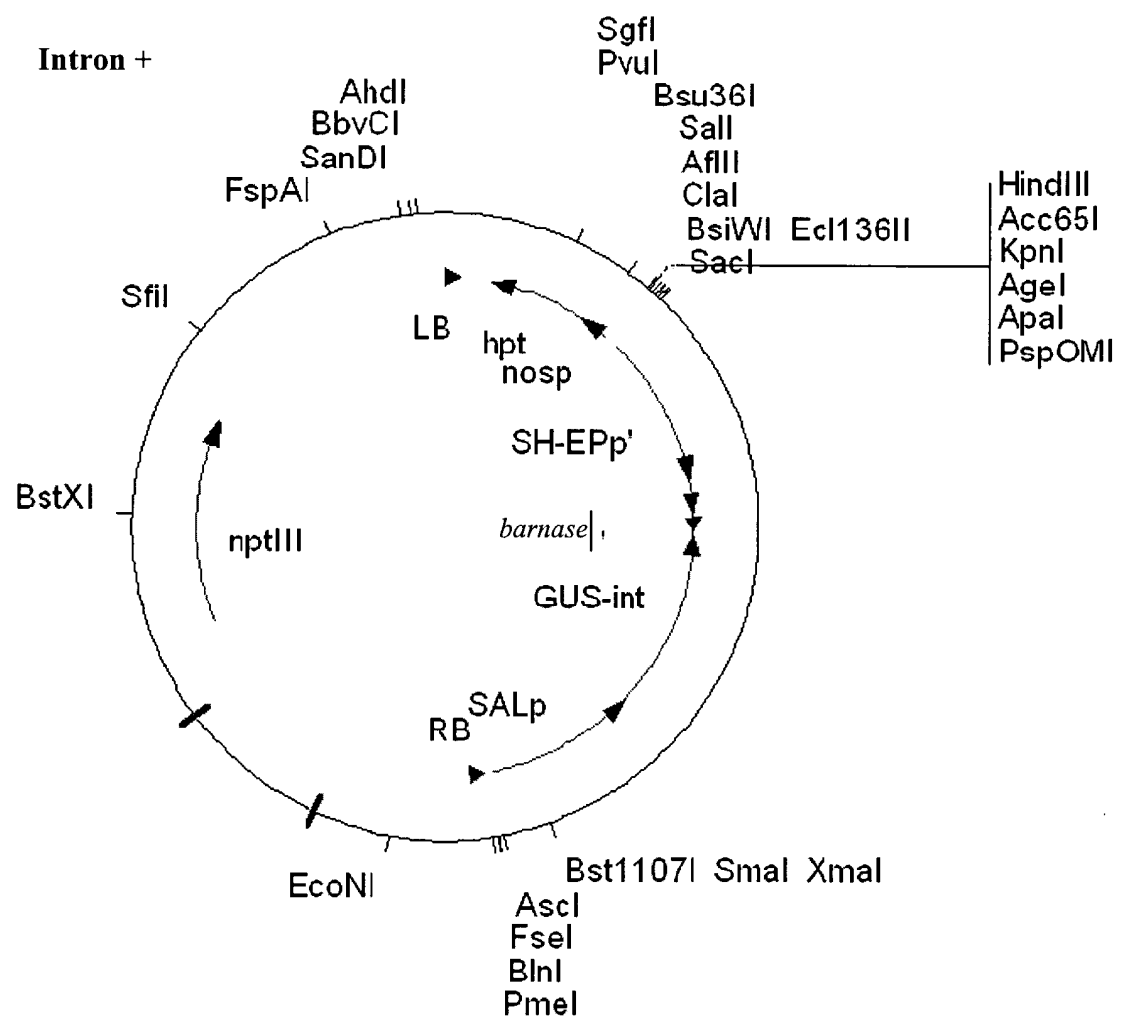 Intron +
SgfI
PvuI
Bsu36I
SalI
AflII
ClaI
BsiWI Ecl136II
SacI
HindIII
Acc65I
KpnI
AgeI
ApaI
PspOMI
AhdI
BbvCI
SanDI
FspAI
SfiI
BstXI
LB
hpt
nosp
SH-EPp'
barnase
GUS-int
nptIII
SALp
RB
EcoNI
Bst1107I SmaI XmaI
AscI
FseI
BlnI
PmeI